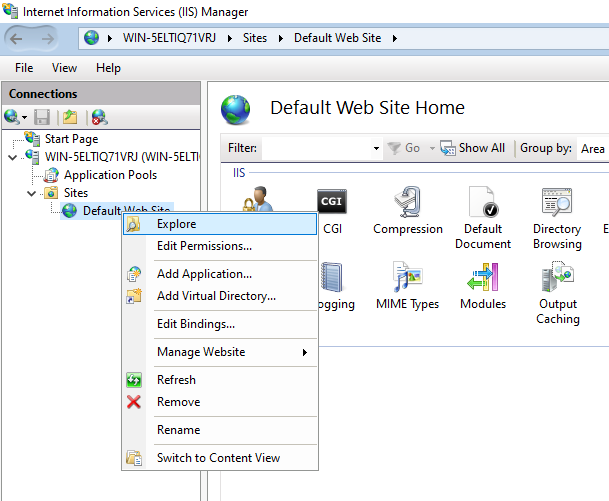 Internet Information Services (IIS) Manager
WIN-5ELTIQ71VRJ Sites Default Web Site
File View Help
Connections
Start Page
WIN-5ELTIQ71VRJ (WIN-5ELTI
Application Pools
Sites
Default Web Site
Explore
Edit Permissions...
Add Application...
Add Virtual Directory...
Edit Bindings...
Manage Website
Refresh
Remove
Rename
Switch to Content View
Default Web Site Home
Filter: Go Show All Group by: Area
IIS
CGI
CGI Compression Default Document Directory Browsing
ogging MIME Types Modules Output Caching